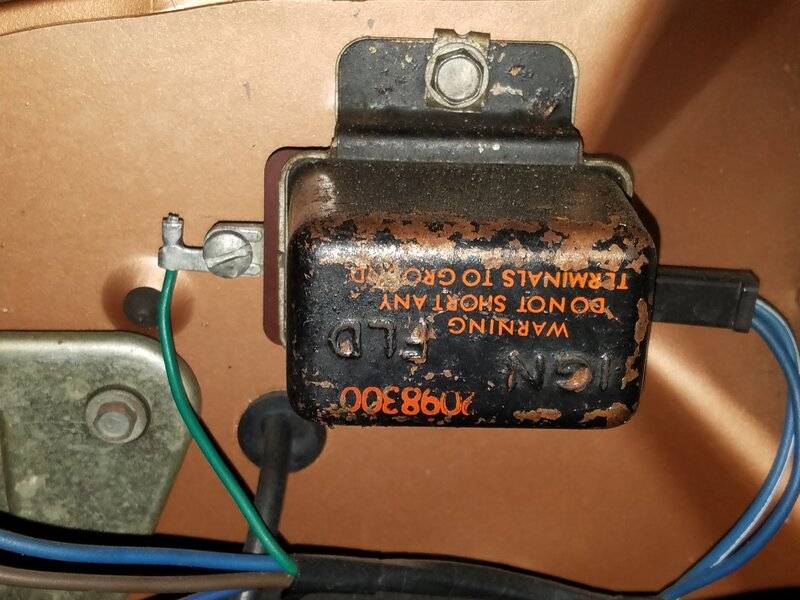 2098300
IGN FLD
WARNING
DO NOT SHORT ANY
TERMINALS TO GROUND